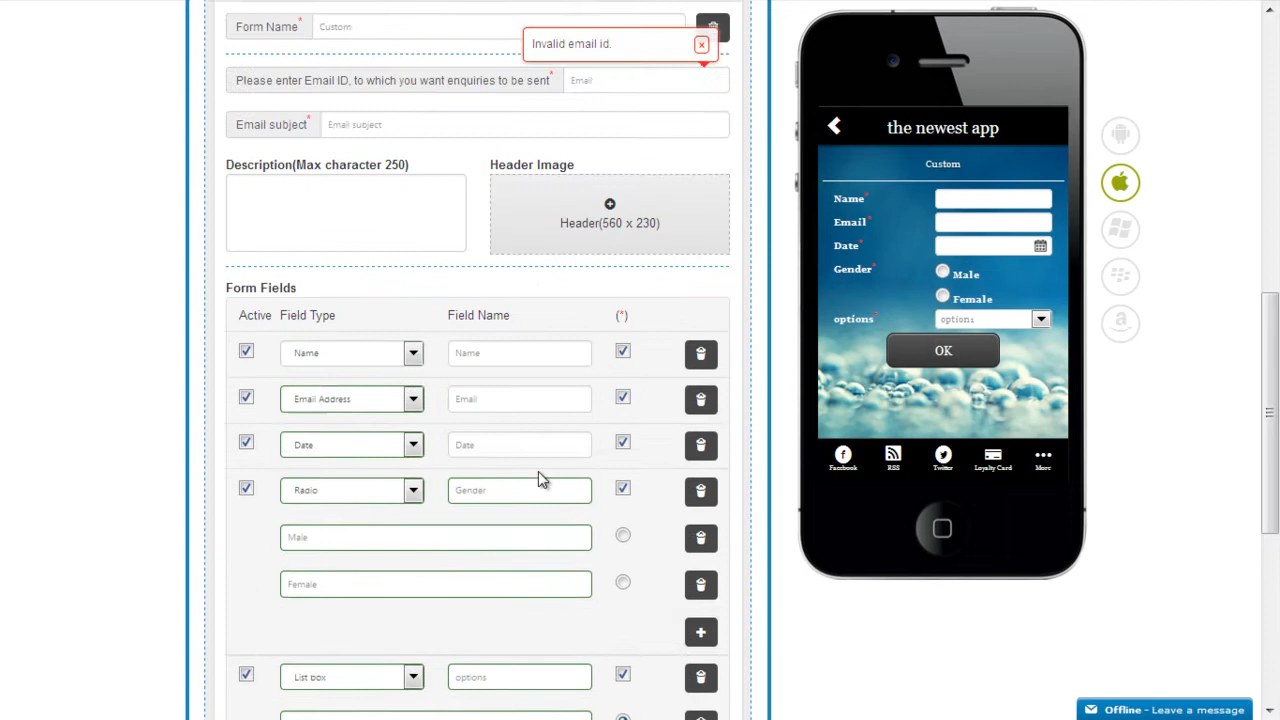 Form Name Custom
Invalid email id.
Please enter Email ID, to which you want enquiries to be sent* Email
Email subject* Email subject
Description(Max character 250) Header Image
Header(560 x 230)
Form Fields
Active Field Type Field Name (*)
Name Name
Email Address Email
Date Date
Radio Gender
Male
Female
List box options
the newest app
Custom
Name*
Email*
Date*
Gender* Male
Female
options* options
OK
Facebook RSS Twitter Loyalty Card More
Offline - Leave a message